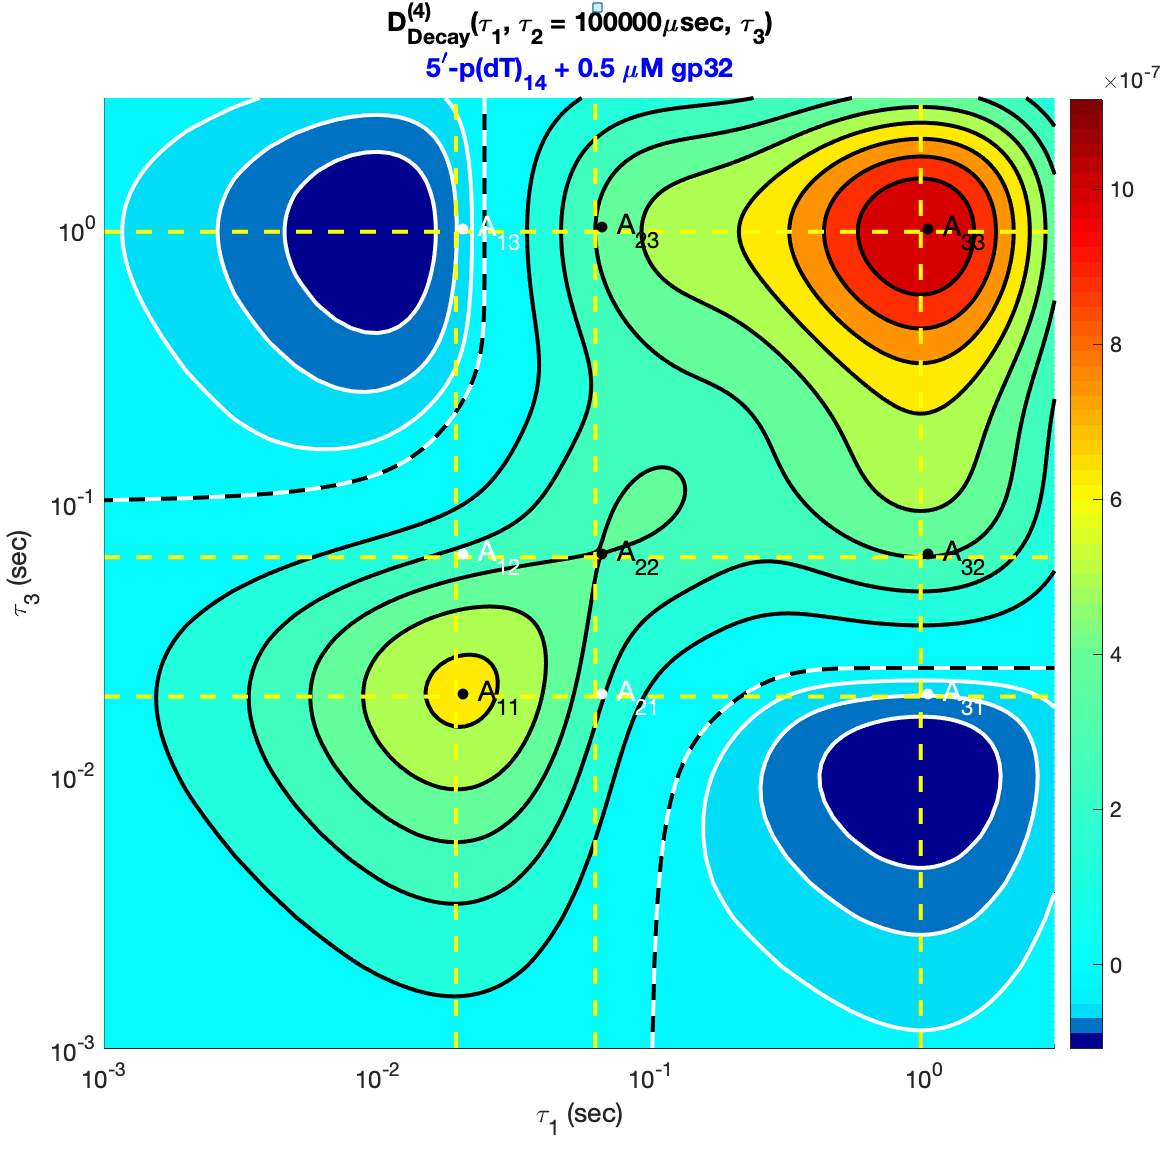 D(4)Decay(τ1, τ2 = 100000μsec, τ3)
5′-p(dT)14 + 0.5 μM gp32
×10-7
10
8
6
4
2
0
100
10-1
10-2
10-3
τ3 (sec)
A13
A23
A33
A12
A22
A32
A11
A21
A31
10-3
10-2
10-1
100
τ1 (sec)